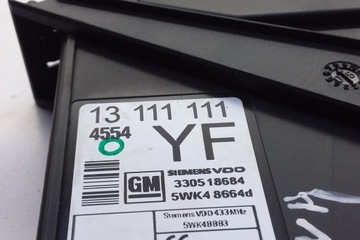 13 111 111
4554
YF
SIEMENS VDO
GM
330518684
5WK4 8664d
Siemens VDO 433MHz
5WK48883